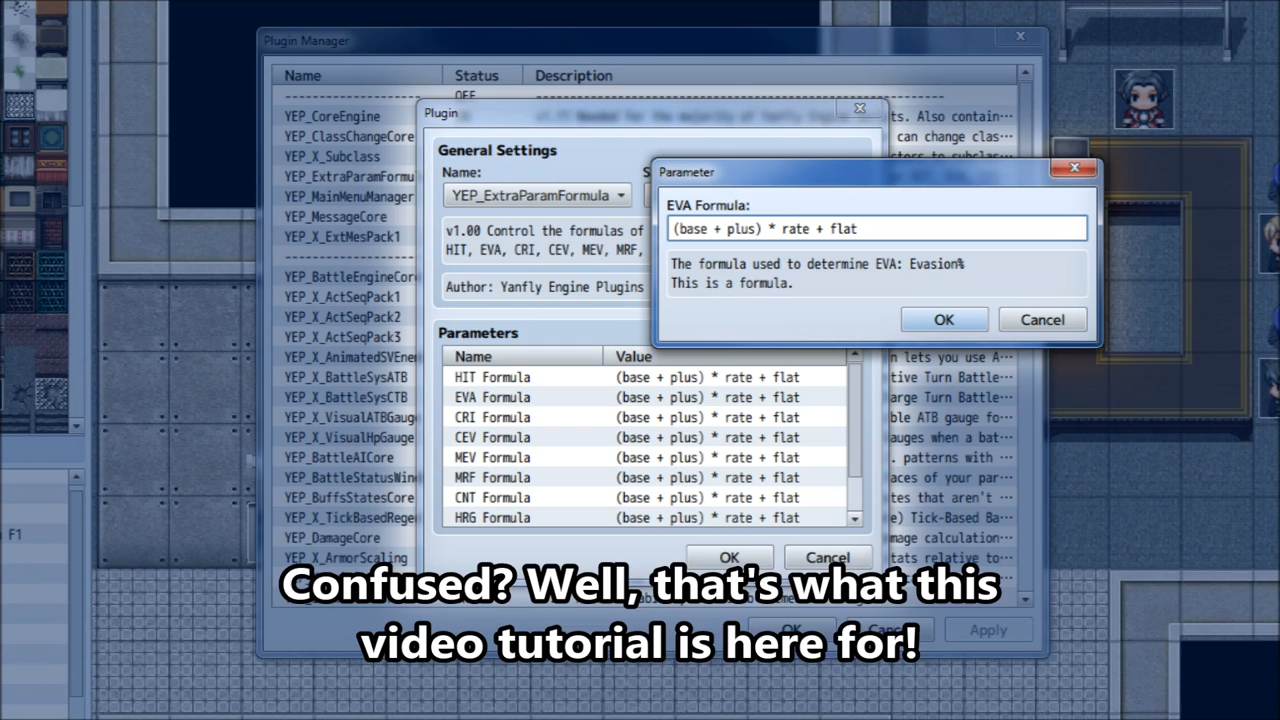 Plugin Manager
Name Status Description
OFF
YEP_CoreEngine
ts. Also contain…
YEP_ClassChangeCore
can change clas…
YEP_X_Subclass
YEP_ExtraParamFormu
YEP_MainMenuManager
YEP_MessageCore
YEP_X_ExtMesPack1
YEP_BattleEngineCor
YEP_X_ActSeqPack1
YEP_X_ActSeqPack2
YEP_X_ActSeqPack3
YEP_X_AnimatedSVEne
n lets you use A…
YEP_X_BattleSysATB
tive Turn Battle…
YEP_X_BattleSysCTB
arge Turn Battle…
YEP_X_VisualATBGauge
ble ATB gauge fo…
YEP_X_VisualHpGauge
auges when a bat…
YEP_BattleAICore
. patterns with …
YEP_BattleStatusWin
aces of your par…
YEP_BuffsStatesCore
tes that aren't …
YEP_X_TickBasedRege
e) Tick-Based Ba…
YEP_DamageCore
mage calculation…
YEP_X_ArmorScaling
tats relative to…
Apply
Plugin
General Settings
Name:
YEP_ExtraParamFormula
v1.00 Control the formulas of
HIT, EVA, CRI, CEV, MEV, MRF,
Author: Yanfly Engine Plugins
Parameters
Name Value
HIT Formula (base + plus) * rate + flat
EVA Formula (base + plus) * rate + flat
CRI Formula (base + plus) * rate + flat
CEV Formula (base + plus) * rate + flat
MEV Formula (base + plus) * rate + flat
MRF Formula (base + plus) * rate + flat
CNT Formula (base + plus) * rate + flat
HRG Formula (base + plus) * rate + flat
OK Cancel
Parameter
EVA Formula:
(base + plus) * rate + flat
The formula used to determine EVA: Evasion%
This is a formula.
OK Cancel
F1
Confused? Well, that's what this
video tutorial is here for!